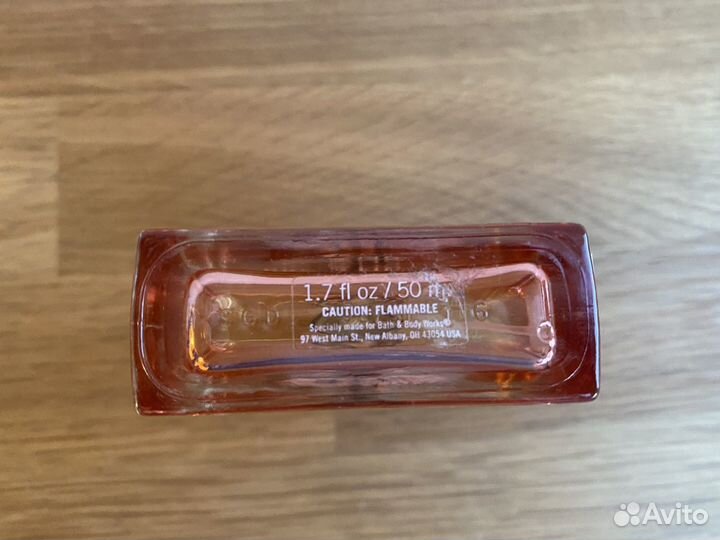 1.7 fl oz / 50 ml
CAUTION: FLAMMABLE
Specially made for Bath & Body Works®
97 West Main St., New Albany, OH 43054 USA
Avito